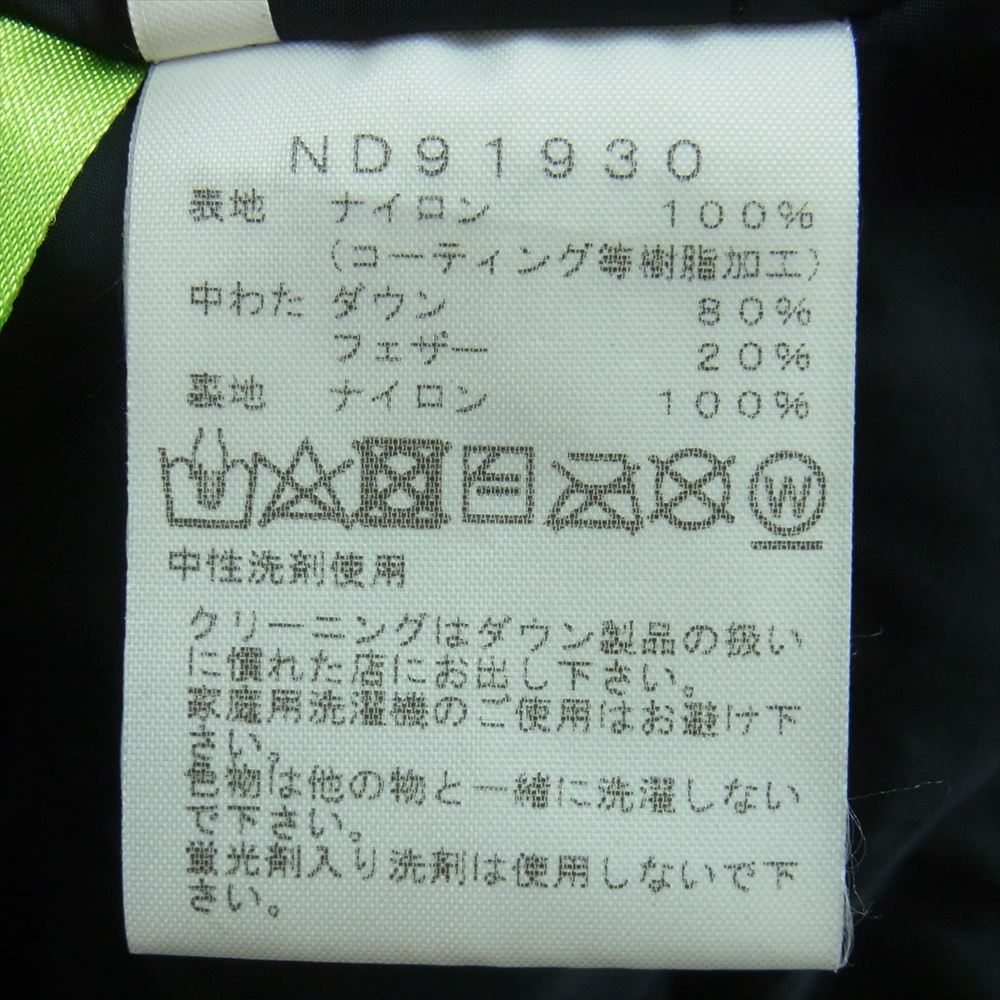 ND91930
表地 ナイロン 100%
(コーティング等樹脂加工)
中わた ダウン 80%
フェザー 20%
裏地 ナイロン 100%
W
中性洗剤使用
クリーニングはダウン製品の扱い
に慣れた店にお出し下さい。
家庭用洗濯機のご使用はお避け下
さい。
色物は他の物と一緒に洗濯しない
で下さい。
蛍光剤入り洗剤は使用しないで下
さい。